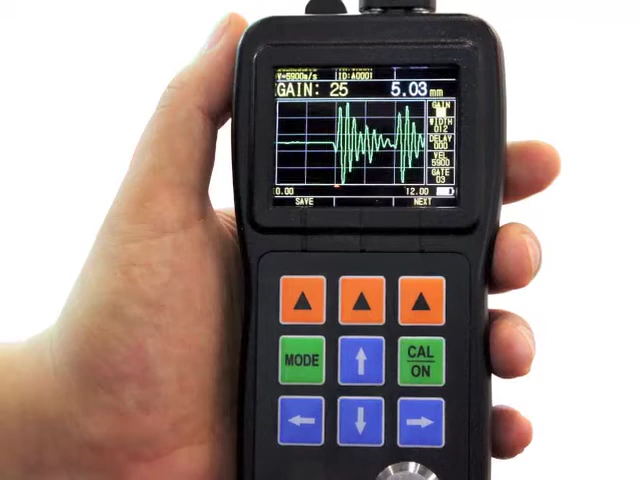 V=5900m/s ID:A0001
GAIN: 25 5.03 mm
GAIN
WIDTH
012
DELAY
000
VEL
5900
GATE
03
0.00 12.00
SAVE NEXT
MODE
CAL
ON